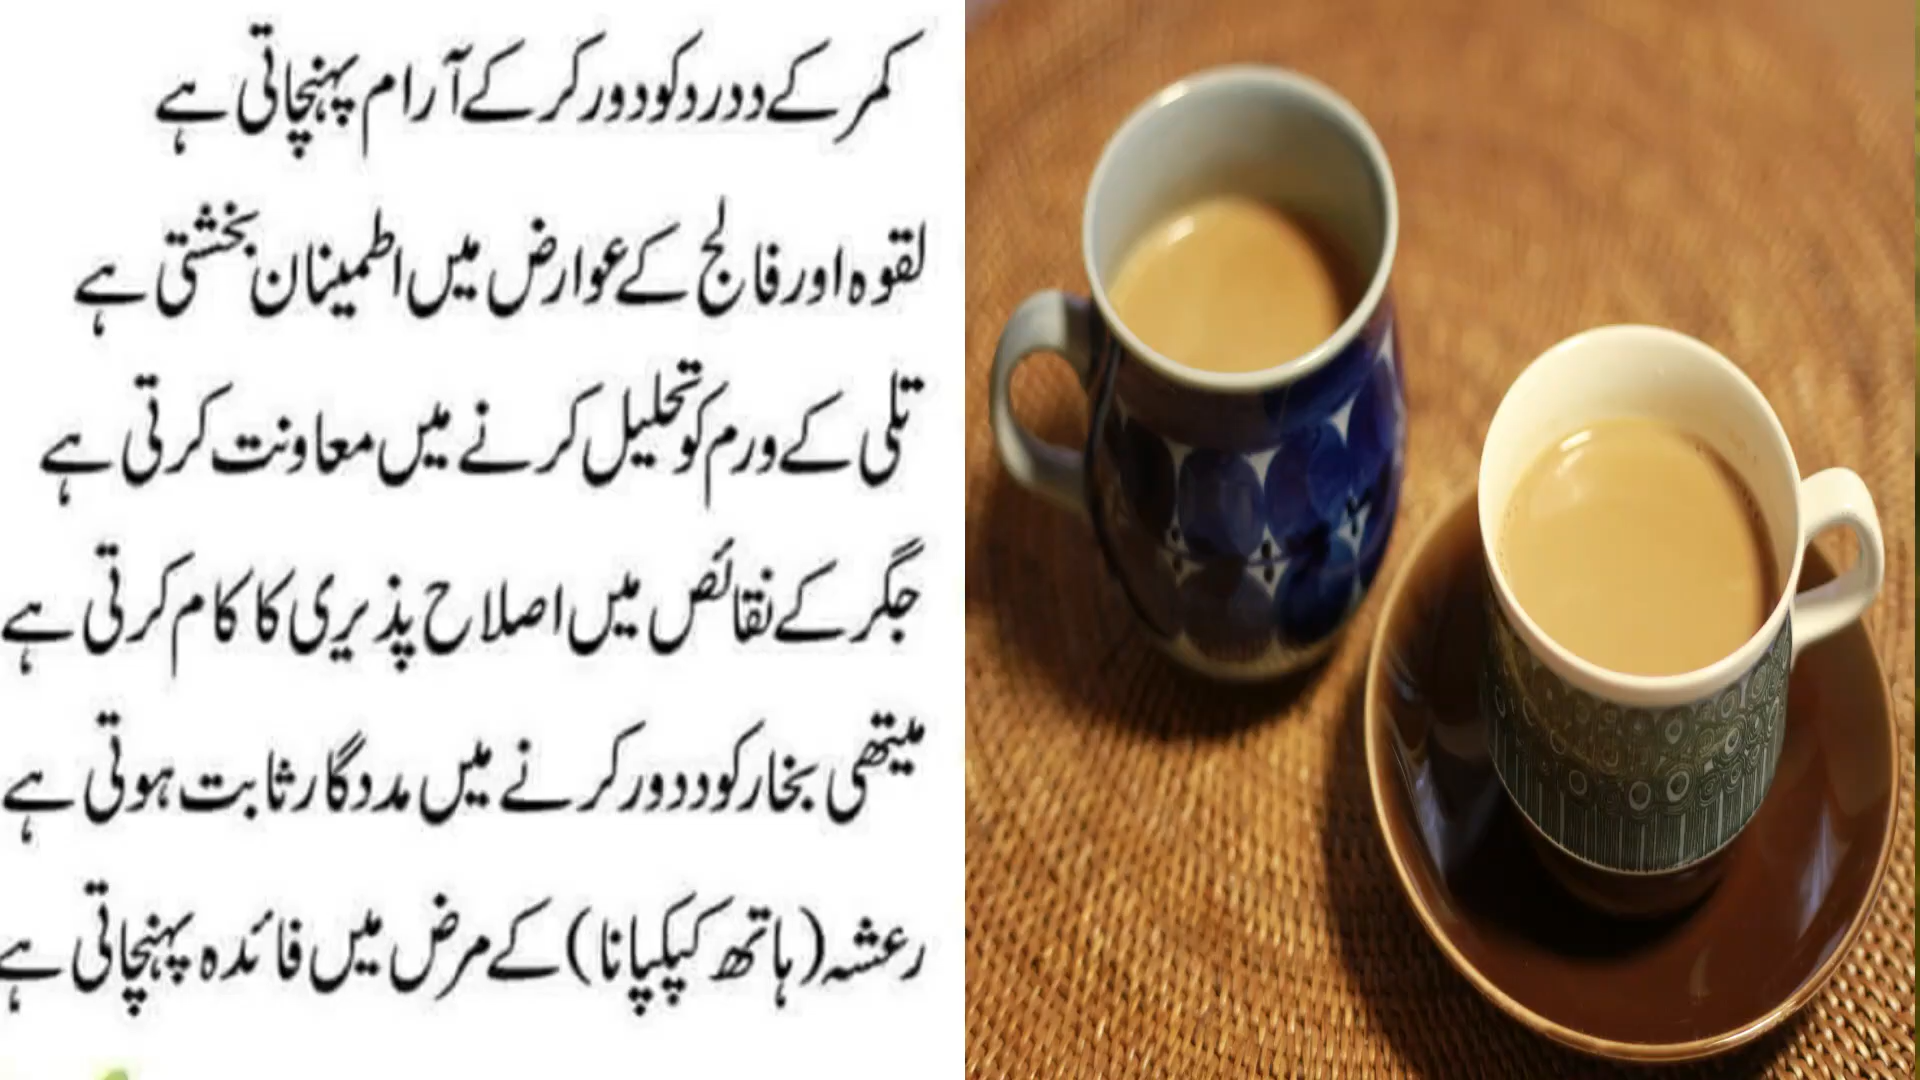 کمر کے ددرد کو دور کر کے آرام پہنچاتی ہے
لقوہ اور فالج کے عوارض میں اطمینان بخشتی ہے
تلی کے ورم کو تحلیل کرنے میں معاونت کرتی ہے
جگر کے نقائص میں اصلاح پذیری کا کام کرتی ہے
میتھی بخار کو ددور کرنے میں مددگار ثابت ہوتی ہے
رعشہ (ہاتھ کپکپانا) کے مرض میں فائدہ پہنچاتی ہے